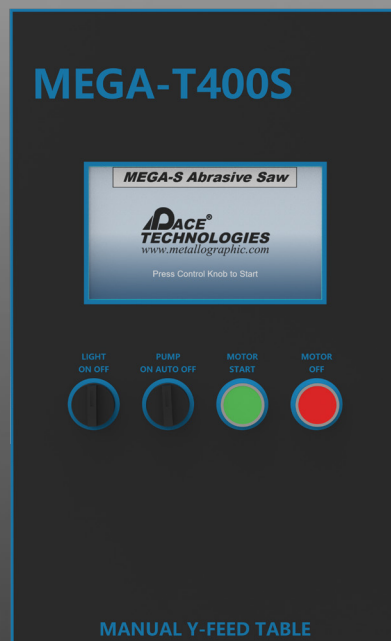 MEGA-T400S
MEGA-S Abrasive Saw
PACE®
TECHNOLOGIES
www.metallographic.com
Press Control Knob to Start
LIGHT
ON OFF
PUMP
ON AUTO OFF
MOTOR
START
MOTOR
OFF
MANUAL Y-FEED TABLE